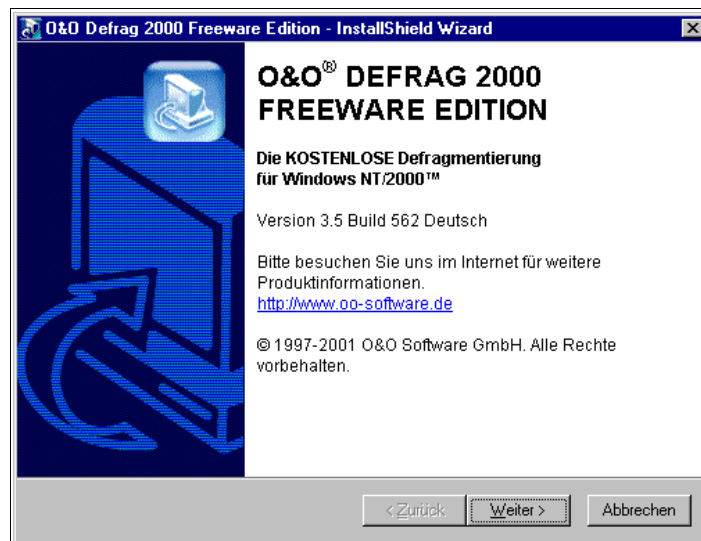 O&O Defrag 2000 Freeware Edition - InstallShield Wizard
O&O® DEFRAG 2000
FREEWARE EDITION
Die KOSTENLOSE Defragmentierung
für Windows NT/2000™
Version 3.5 Build 562 Deutsch
Bitte besuchen Sie uns im Internet für weitere
Produktinformationen.
http://www.oo-software.de
© 1997-2001 O&O Software GmbH. Alle Rechte
vorbehalten.
< Zurück Weiter > Abbrechen